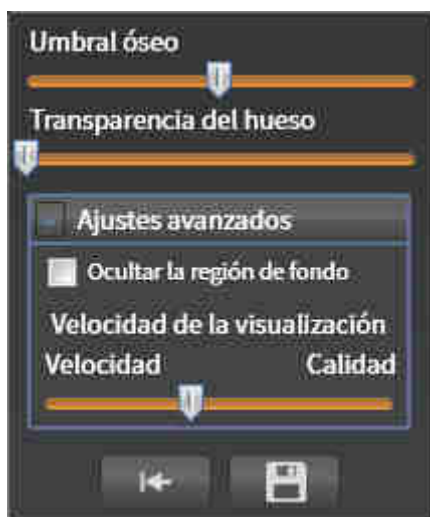 Umbral óseo
Transparencia del hueso
Ajustes avanzados
Ocultar la región de fondo
Velocidad de la visualización
Velocidad Calidad